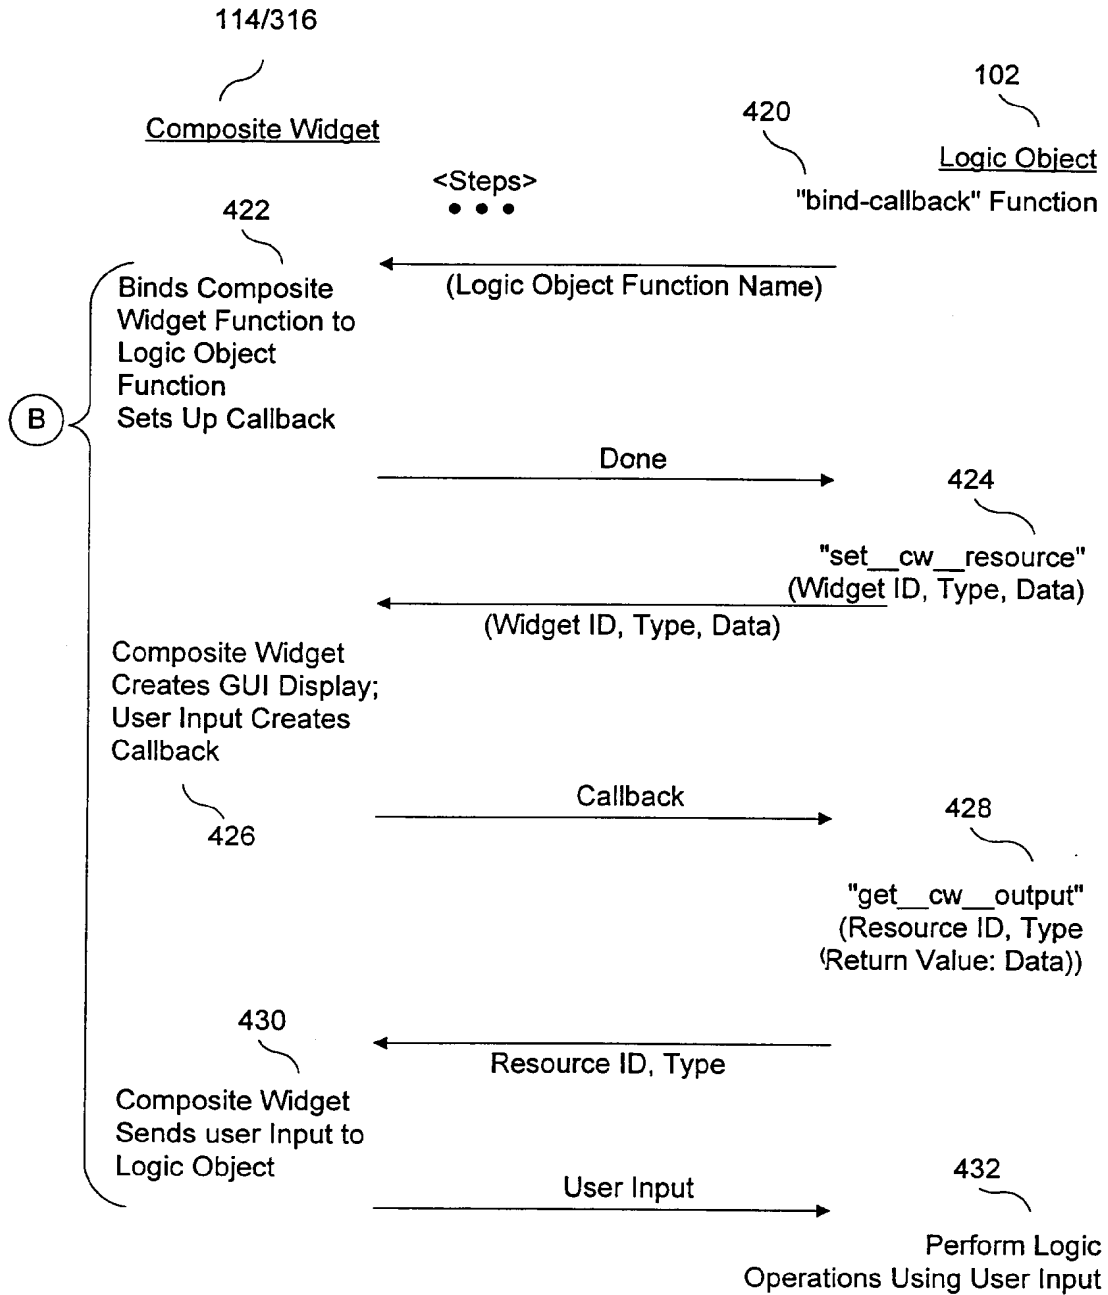 114/316
Composite Widget
102
420
Logic Object
<Steps>
• • •
"bind-callback" Function
422
(Logic Object Function Name)
Binds Composite
Widget Function to
Logic Object
Function
Sets Up Callback
B
Done
424
"set__cw__resource"
(Widget ID, Type, Data)
(Widget ID, Type, Data)
Composite Widget
Creates GUI Display;
User Input Creates
Callback
426
Callback
428
"get__cw__output"
(Resource ID, Type
(Return Value: Data))
430
Resource ID, Type
Composite Widget
Sends user Input to
Logic Object
User Input
432
Perform Logic
Operations Using User Input